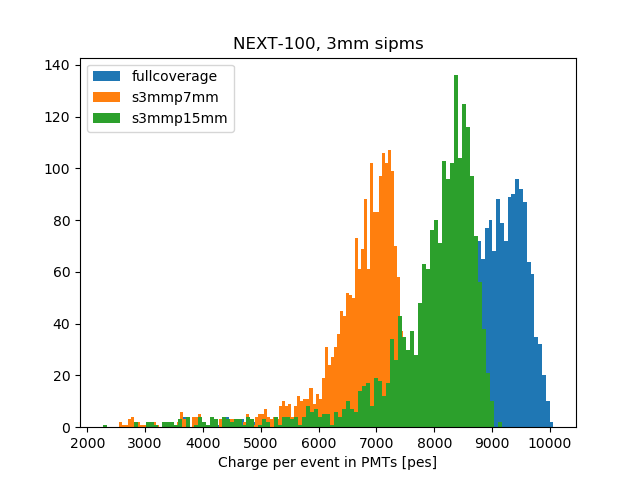 NEXT-100, 3mm sipms
140
120
100
80
60
40
20
0
fullcoverage
s3mmp7mm
s3mmp15mm
2000 3000 4000 5000 6000 7000 8000 9000 10000
Charge per event in PMTs [pes]